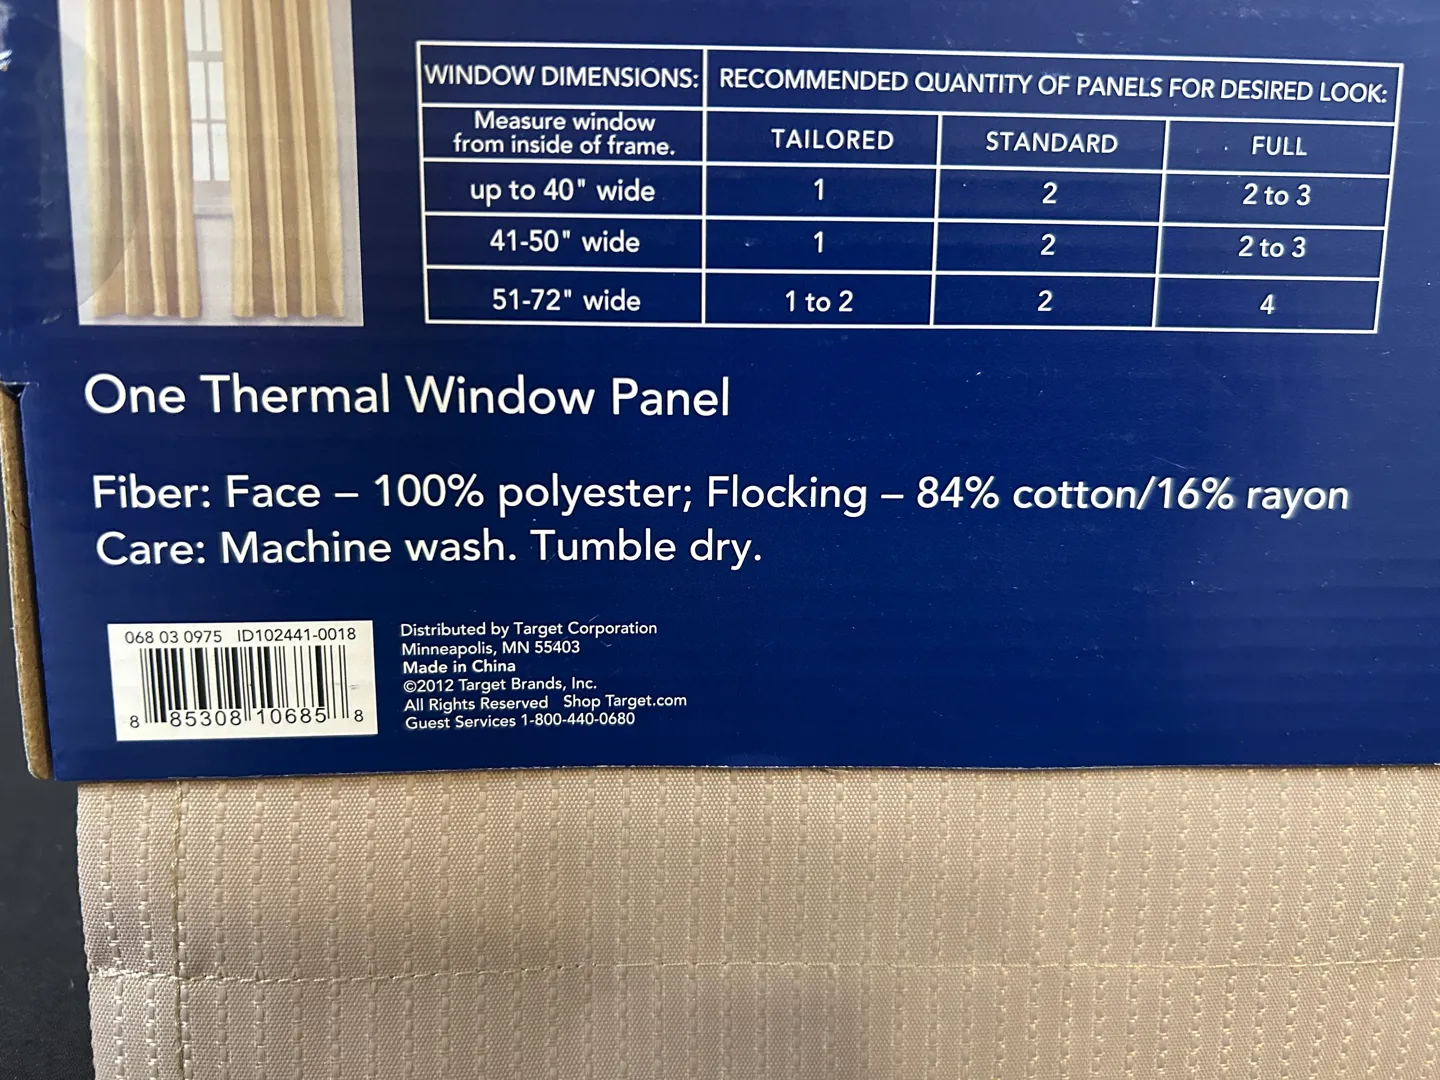 WINDOW DIMENSIONS: RECOMMENDED QUANTITY OF PANELS FOR DESIRED LOOK:
Measure window
from inside of frame. TAILORED STANDARD FULL
up to 40" wide 1 2 2 to 3
41-50" wide 1 2 2 to 3
51-72" wide 1 to 2 2 4
One Thermal Window Panel
Fiber: Face – 100% polyester; Flocking – 84% cotton/16% rayon
Care: Machine wash. Tumble dry.
068 03 0975 ID102441-0018
8 85308 10685 8
Distributed by Target Corporation
Minneapolis, MN 55403
Made in China
©2012 Target Brands, Inc.
All Rights Reserved Shop Target.com
Guest Services 1-800-440-0680